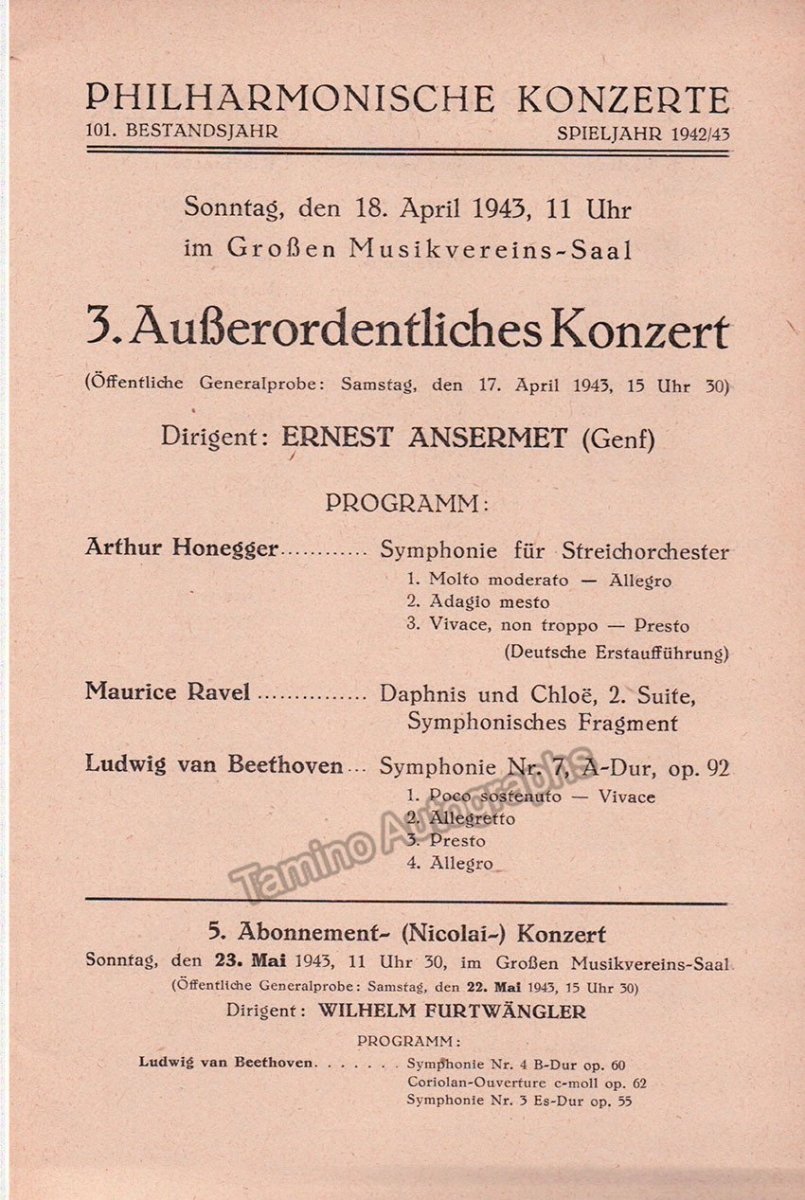 PHILHARMONISCHE KONZERTE
101. BESTANDSJAHR SPIELJAHR 1942/43
Sonntag, den 18. April 1943, 11 Uhr
im Großen Musikvereins-Saal
3. Außerordentliches Konzert
(Öffentliche Generalprobe: Samstag, den 17. April 1943, 15 Uhr 30)
Dirigent: ERNEST ANSERMET (Genf)
PROGRAMM:
Arthur Honegger............ Symphonie für Streichorchester
1. Molto moderato — Allegro
2. Adagio mesto
3. Vivace, non troppo — Presto
(Deutsche Erstaufführung)
Maurice Ravel ............... Daphnis und Chloë, 2. Suite,
Symphonisches Fragment
Ludwig van Beethoven... Symphonie Nr. 7, A-Dur, op. 92
1. Poco sostenuto — Vivace
2. Allegretto
3. Presto
4. Allegro
Tamino Autographs
5. Abonnement- (Nicolai-) Konzert
Sonntag, den 23. Mai 1943, 11 Uhr 30, im Großen Musikvereins-Saal
(Öffentliche Generalprobe: Samstag, den 22. Mai 1943, 15 Uhr 30)
Dirigent: WILHELM FURTWÄNGLER
PROGRAMM:
Ludwig van Beethoven. . . . . . . Symphonie Nr. 4 B-Dur op. 60
Coriolan-Ouverture c-moll op. 62
Symphonie Nr. 3 Es-Dur op. 55